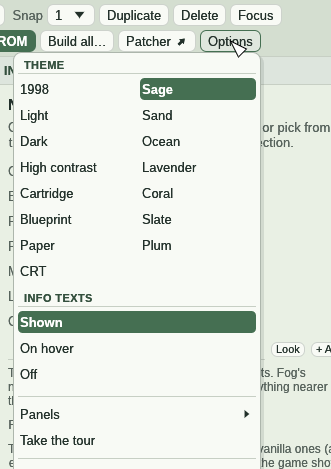 Snap 1 Duplicate Delete Focus
ROM Build all... Patcher Options
THEME
1998 Sage
Light Sand
Dark Ocean
High contrast Lavender
Cartridge Coral
Blueprint Slate
Paper Plum
CRT
INFO TEXTS
Shown
On hover
Off
Panels
Take the tour
or pick from
ection.
Look + A
ts. Fog's
ything nearer
vanilla ones (a
the game sho